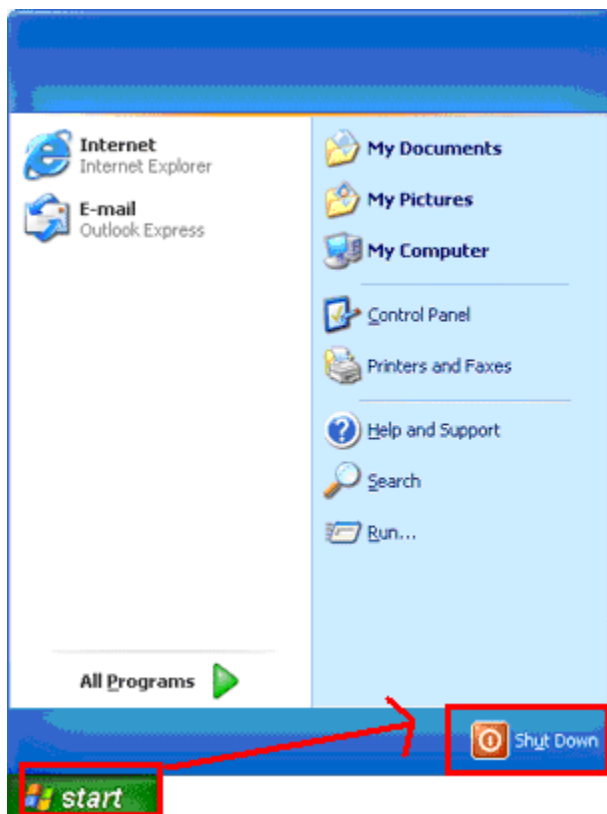 Internet
Internet Explorer
E-mail
Outlook Express
All Programs
My Documents
My Pictures
My Computer
Control Panel
Printers and Faxes
Help and Support
Search
Run...
Shut Down
start